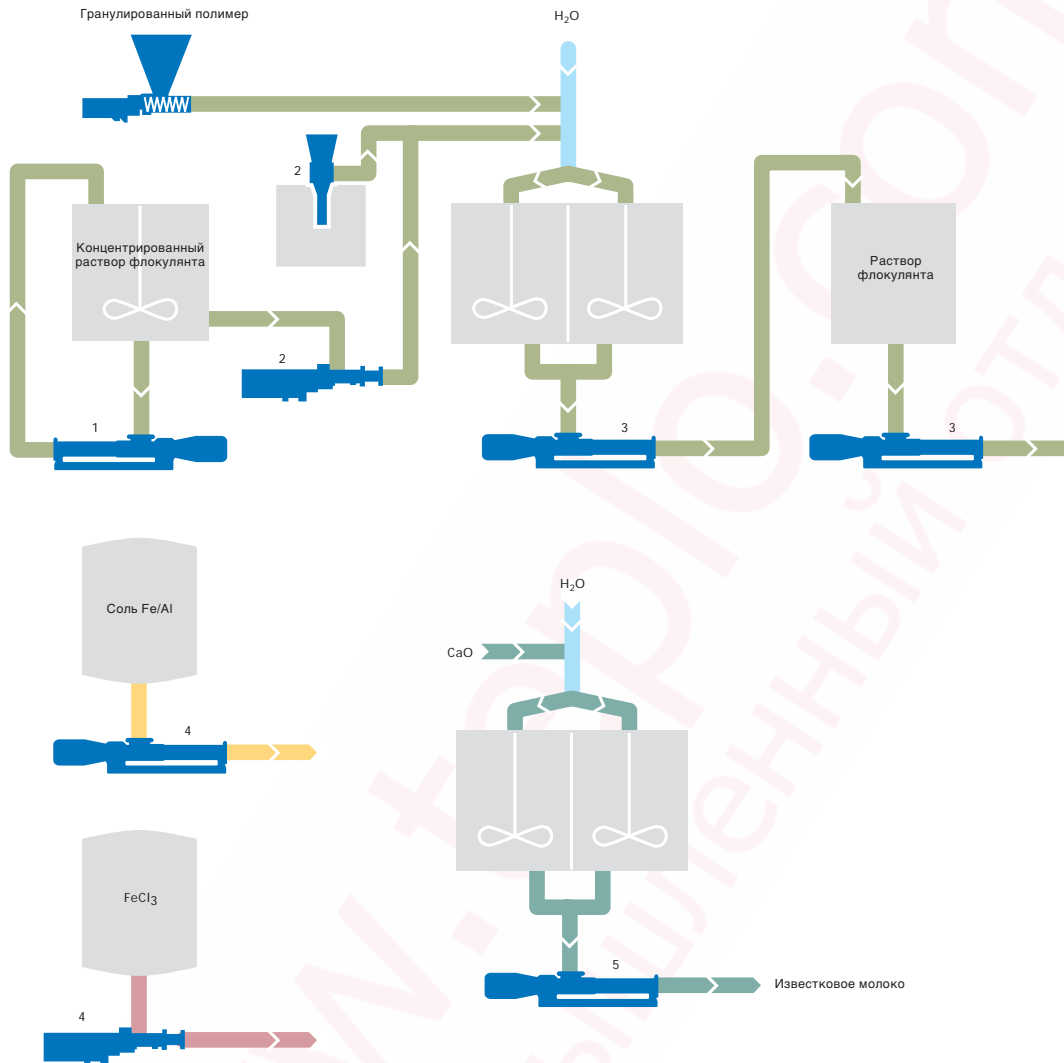 Гранулированный полимер
H₂O
2
Концентрированный
раствор флокулянта
Раствор
флокулянта
2
1
3
3
Соль Fe/Al
H₂O
CaO
4
FeCl₃
5
Известковое молоко
4